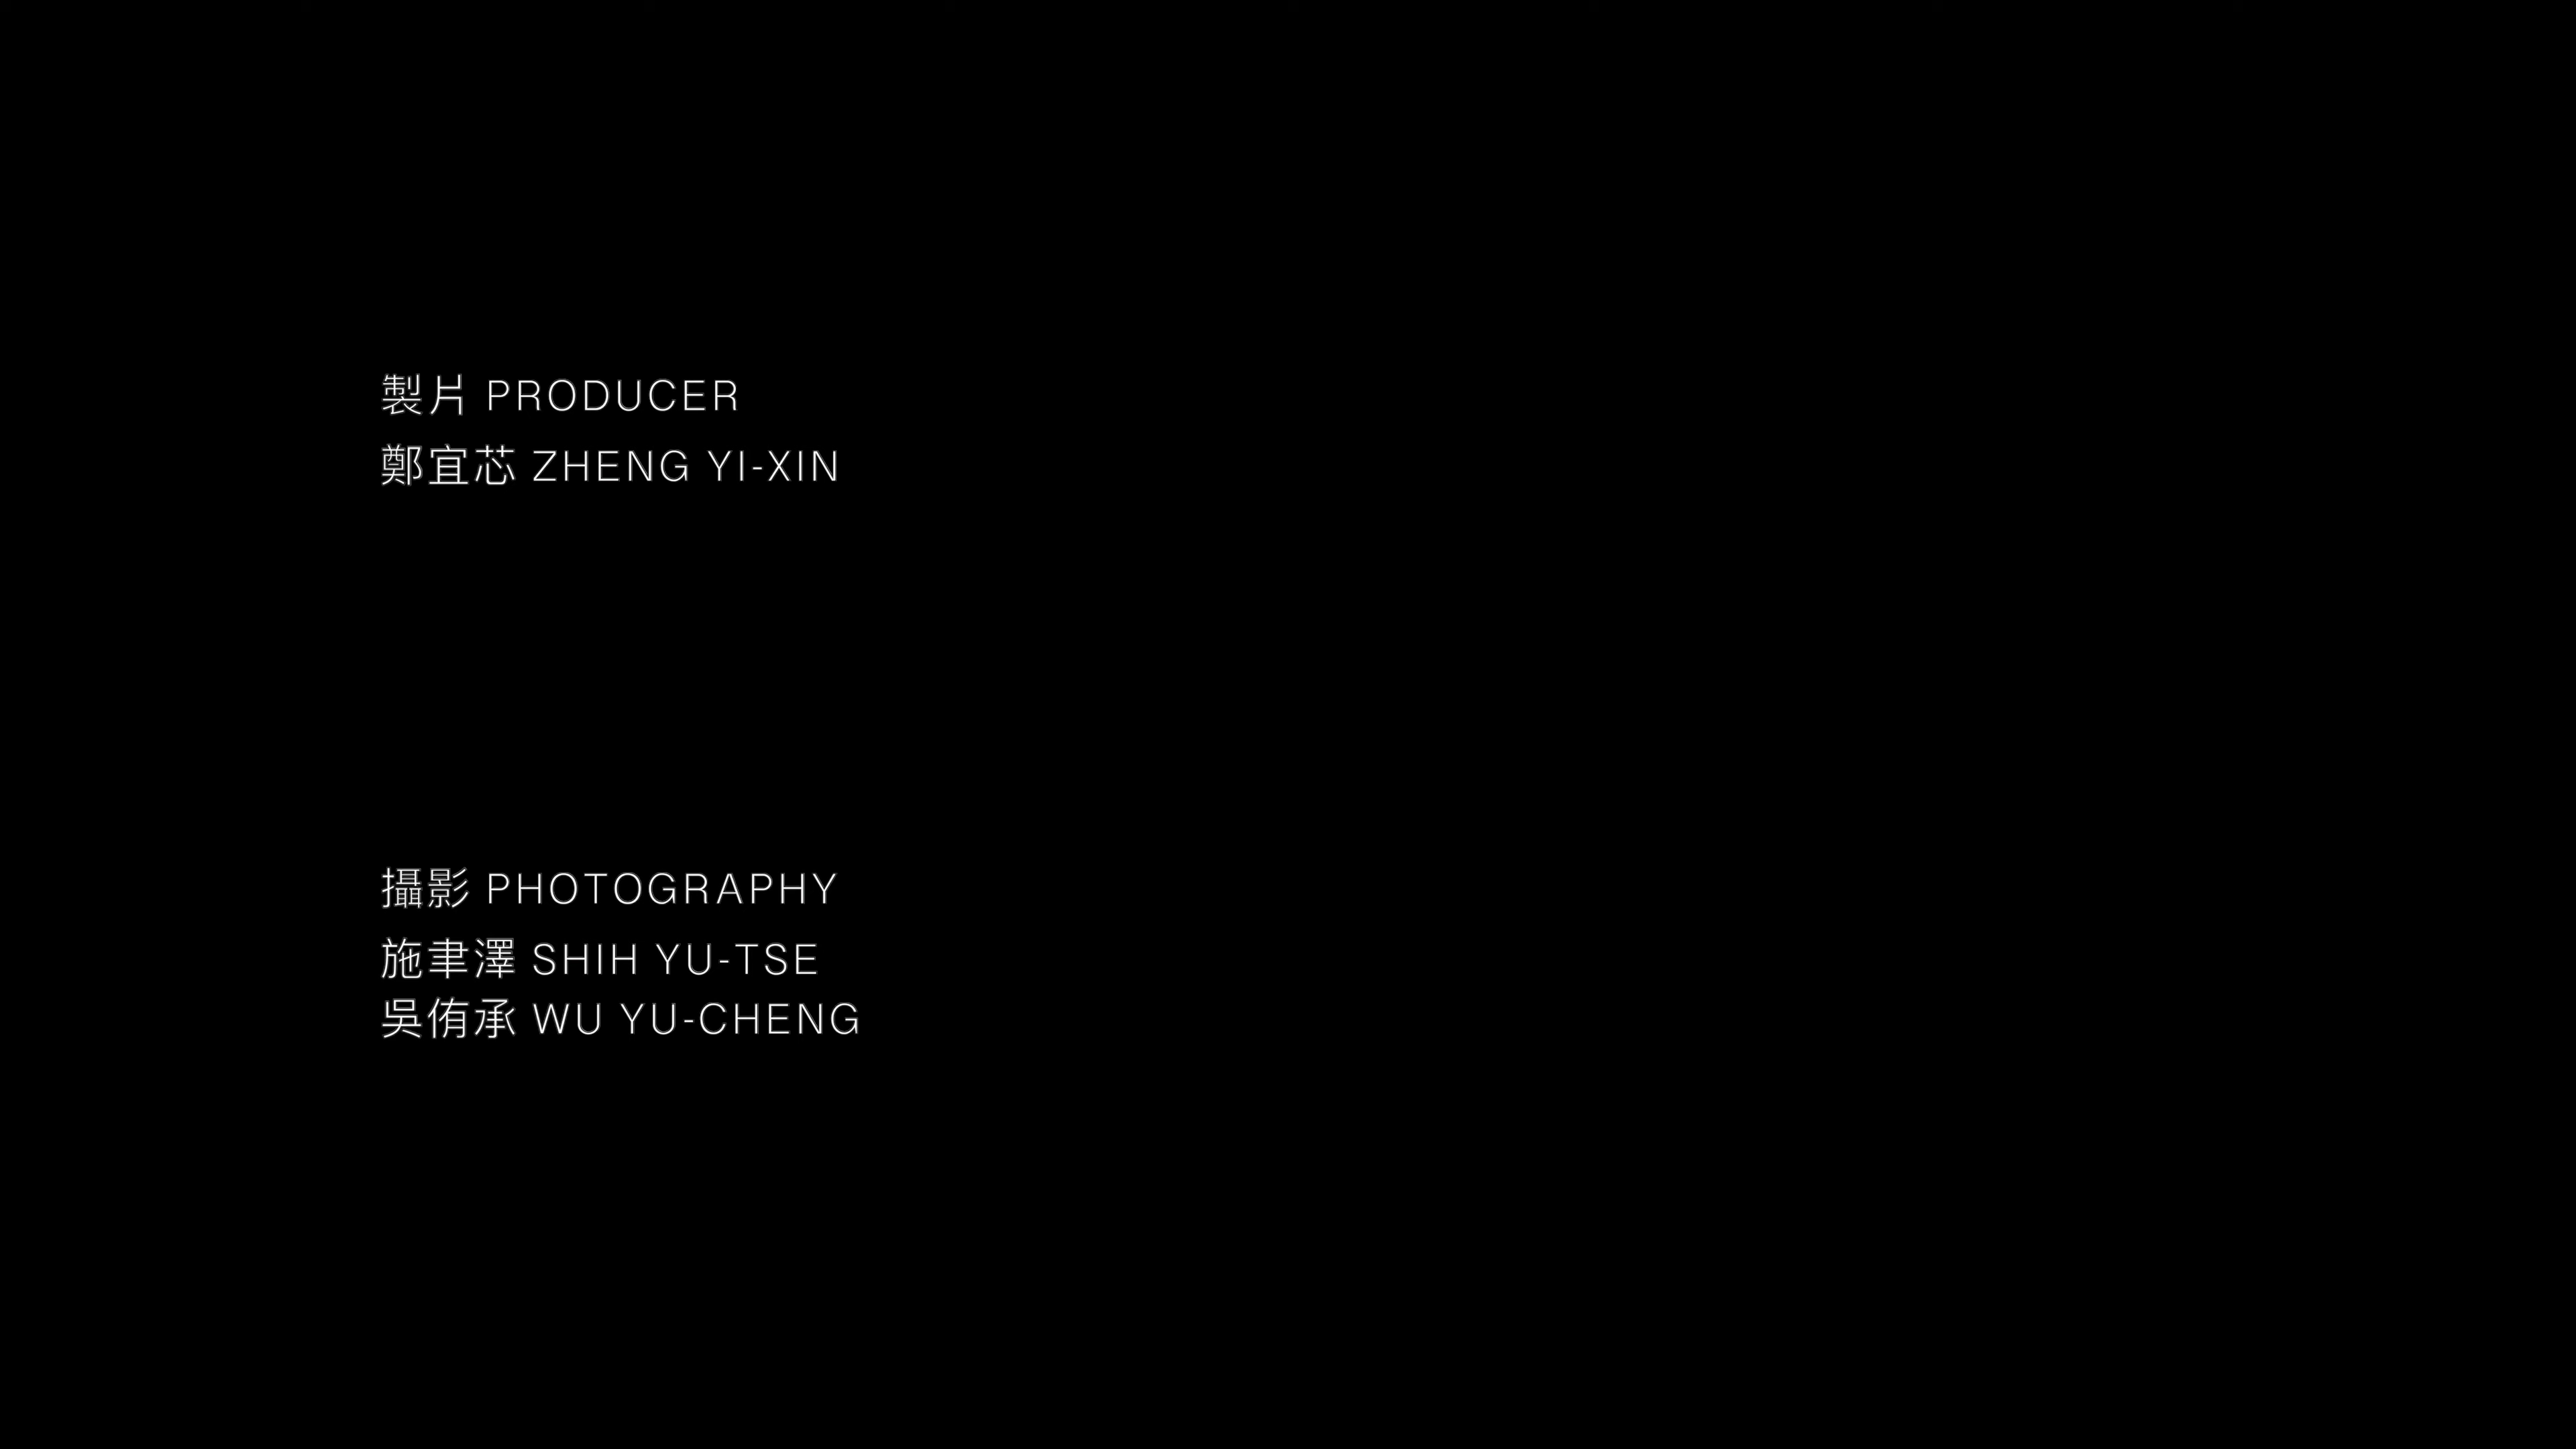 製片 PRODUCER
鄭宜芯 ZHENG YI-XIN
攝影 PHOTOGRAPHY
施聿澤 SHIH YU-TSE
吳侑承 WU YU-CHENG